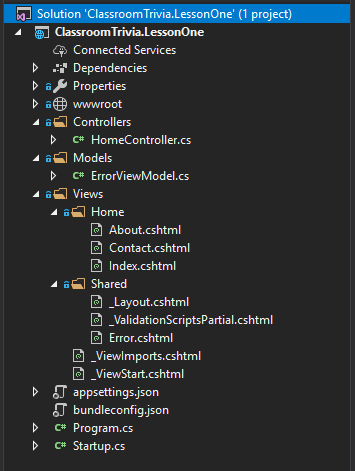 Solution 'ClassroomTrivia.LessonOne' (1 project)
ClassroomTrivia.LessonOne
Connected Services
Dependencies
Properties
wwwroot
Controllers
C# HomeController.cs
Models
C# ErrorViewModel.cs
Views
Home
About.cshtml
Contact.cshtml
Index.cshtml
Shared
_Layout.cshtml
_ValidationScriptsPartial.cshtml
Error.cshtml
_ViewImports.cshtml
_ViewStart.cshtml
appsettings.json
bundleconfig.json
C# Program.cs
C# Startup.cs